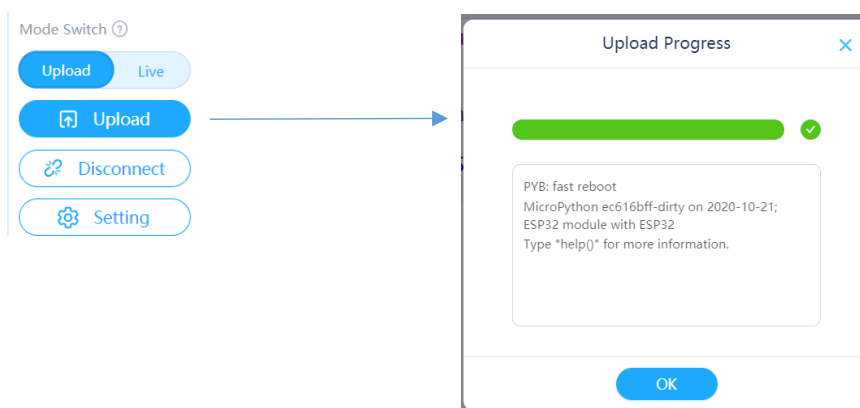 Mode Switch ?
Upload Live
Upload
Disconnect
Setting
Upload Progress
PYB: fast reboot
MicroPython ec616bff-dirty on 2020-10-21;
ESP32 module with ESP32
Type "help()" for more information.
OK